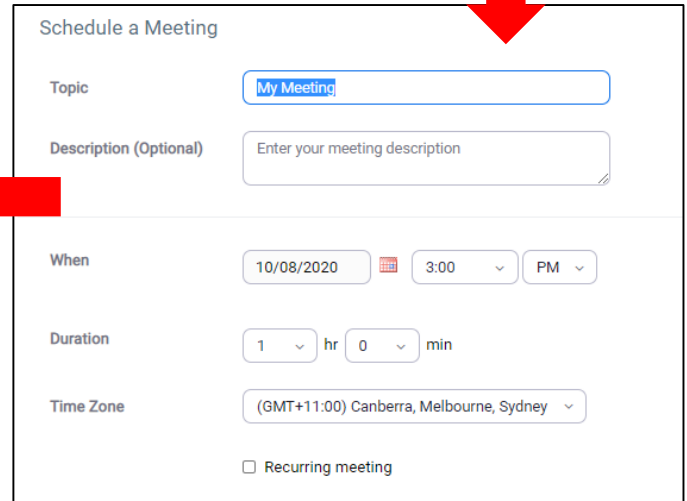 Schedule a Meeting
Topic My Meeting
Description (Optional) Enter your meeting description
When 10/08/2020 3:00 PM
Duration 1 hr 0 min
Time Zone (GMT+11:00) Canberra, Melbourne, Sydney
Recurring meeting